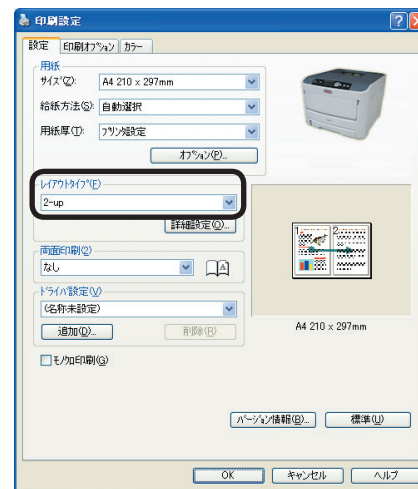 印刷設定
設定 印刷オプション カラー
用紙
サイズ(Z): A4 210 x 297mm
給紙方法(S): 自動選択
用紙厚(T): プリンタ設定
オプション(P)...
レイアウトタイプ(E)
2-up
詳細設定(O)...
両面印刷(2)
なし
ドライバ設定(V)
(名称未設定)
追加(D)... 削除(R)
モノクロ印刷(G)
1 2
A4 210 x 297mm
バージョン情報(B)... 標準(U)
OK キャンセル ヘルプ